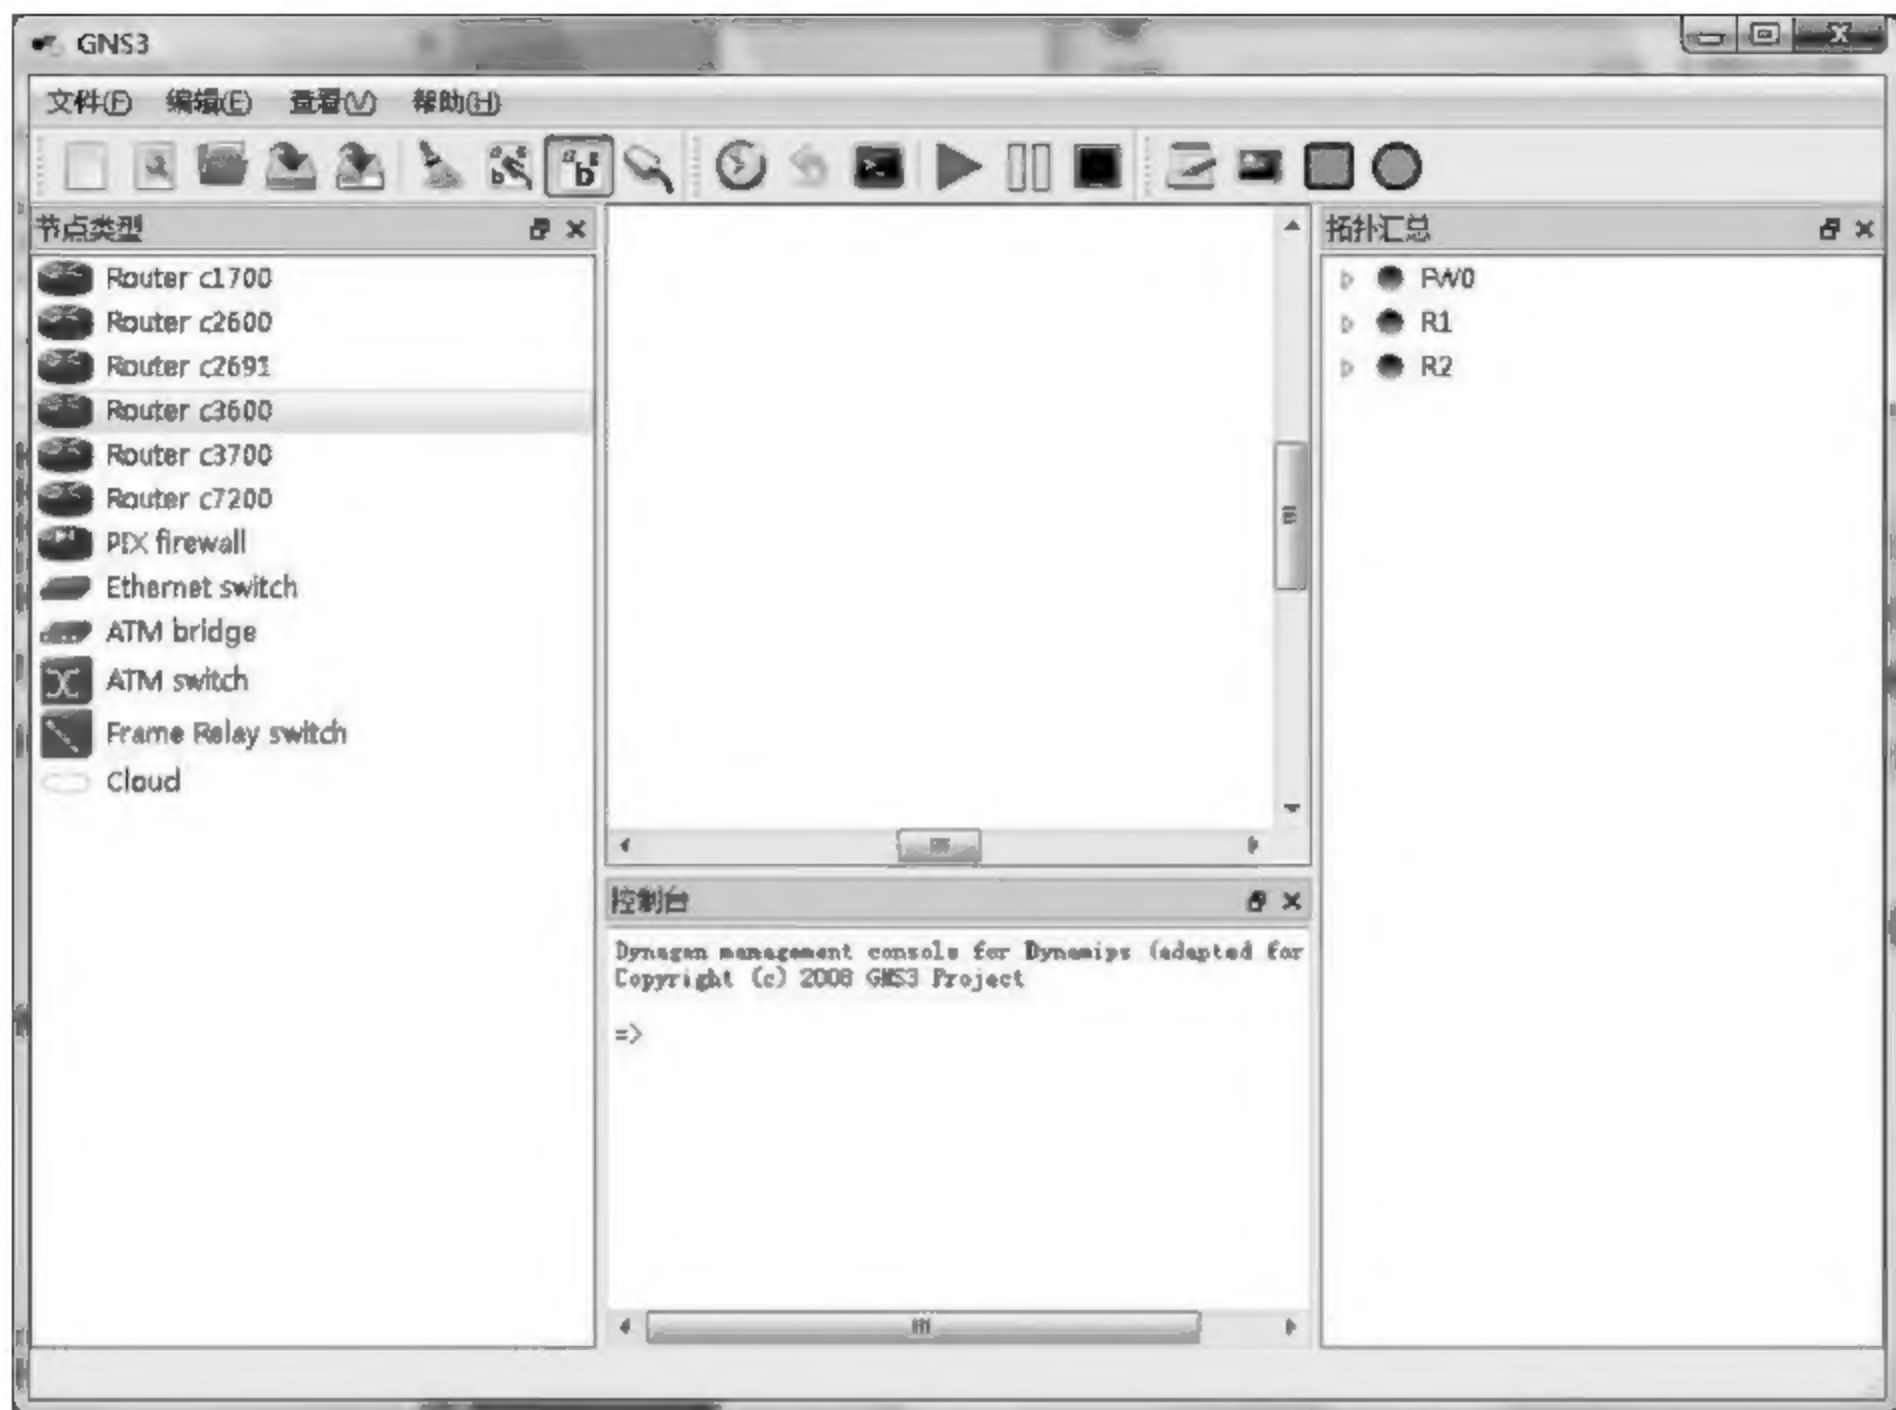 GNS3
文件(F) 编辑(E) 查看(V) 帮助(H)
节点类型
Router c1700
Router c2600
Router c2691
Router c3600
Router c3700
Router c7200
PIX firewall
Ethernet switch
ATM bridge
ATM switch
Frame Relay switch
Cloud
控制台
Dynagen management console for Dynamips (adapted for
Copyright (c) 2008 GNS3 Project
=>
拓扑汇总
FW0
R1
R2